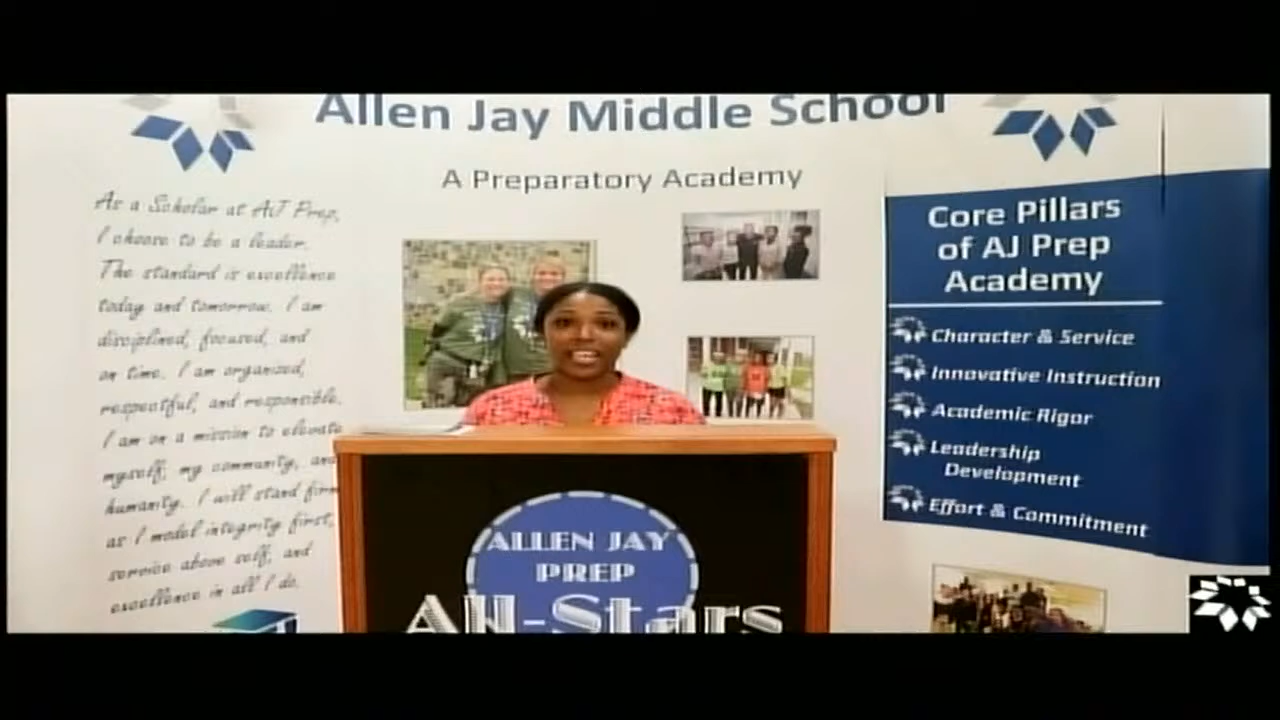 Allen Jay Middle School
A Preparatory Academy
As a Scholar at AJ Prep,
I choose to be a leader.
The standard is excellence
today and tomorrow. I am
disciplined, focused, and
on time. I am organized,
respectful, and responsible.
I am on a mission to elevate
myself, my community, and
humanity. I will stand firm
as I model integrity first,
service above self, and
excellence in all I do.
Core Pillars
of AJ Prep
Academy
Character & Service
Innovative Instruction
Academic Rigor
Leadership
Development
Effort & Commitment
ALLEN JAY
PREP
All-Stars